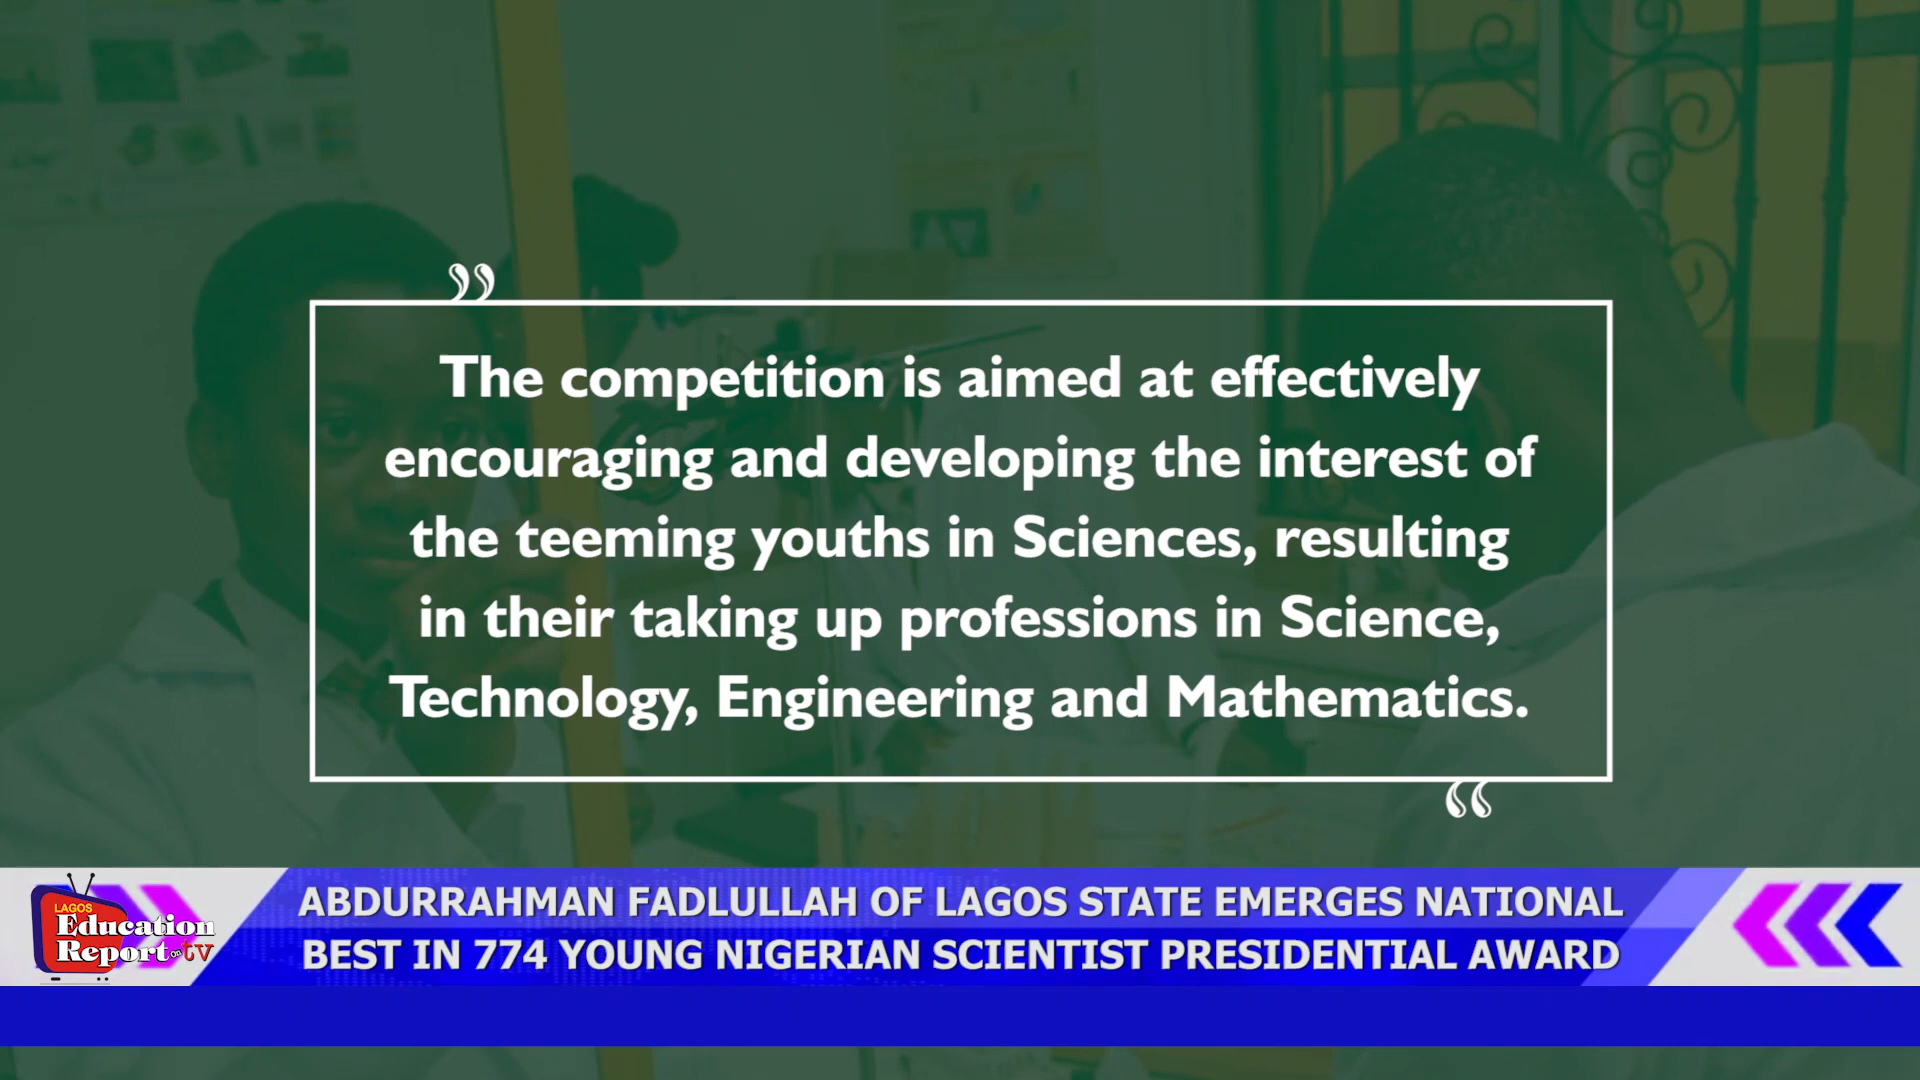 ”
The competition is aimed at effectively
encouraging and developing the interest of
the teeming youths in Sciences, resulting
in their taking up professions in Science,
Technology, Engineering and Mathematics.
“
ABDURRAHMAN FADLULLAH OF LAGOS STATE EMERGES NATIONAL
BEST IN 774 YOUNG NIGERIAN SCIENTIST PRESIDENTIAL AWARD
LAGOS
Education
Report on tv